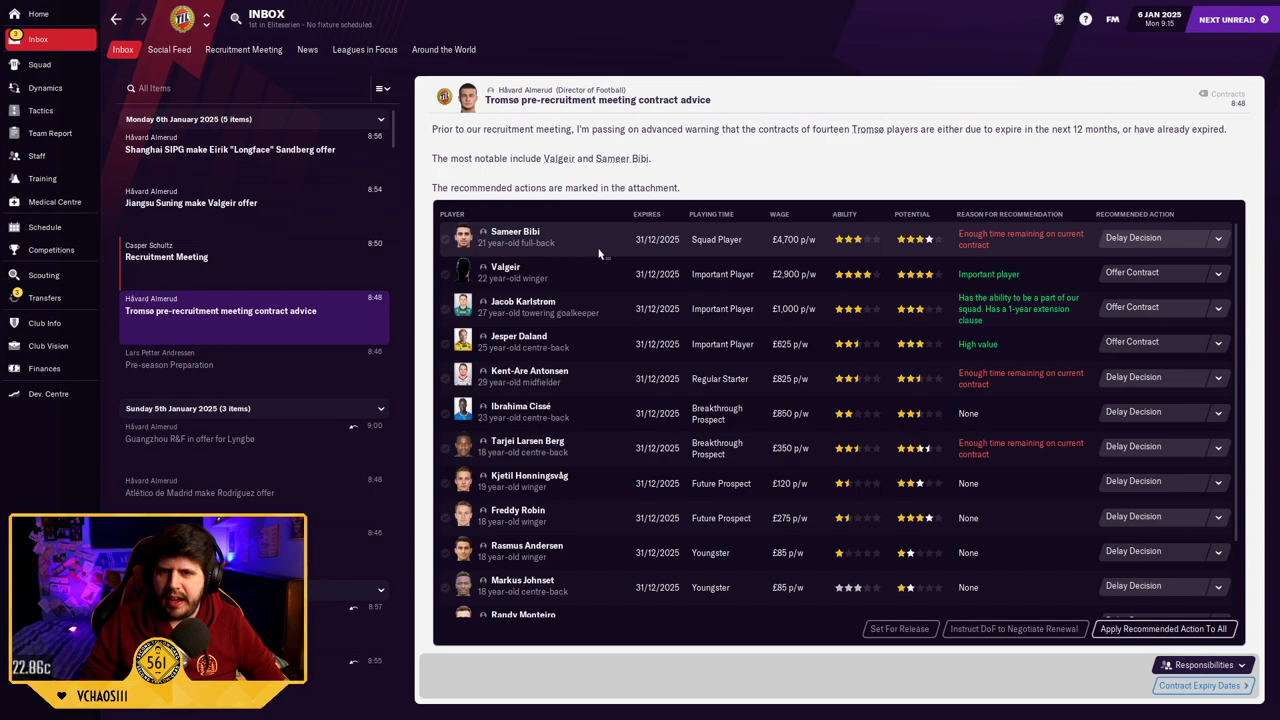 Home
3
Inbox
Squad
Dynamics
Tactics
Team Report
Staff
Training
Medical Centre
Schedule
Competitions
Scouting
3
Transfers
Club Info
Club Vision
Finances
Dev. Centre
TIL
INBOX
1st in Eliteserien - No fixture scheduled.
?
FM
6 JAN 2025
Mon 9:15
NEXT UNREAD
Inbox
Social Feed
Recruitment Meeting
News
Leagues in Focus
Around the World
All Items
Monday 6th January 2025 (5 items)
Håvard Almerud 8:56
Shanghai SIPG make Eirik "Longface" Sandberg offer
Håvard Almerud 8:54
Jiangsu Suning make Valgeir offer
Casper Schultz 8:50
Recruitment Meeting
Håvard Almerud 8:48
Tromsø pre-recruitment meeting contract advice
Lars Petter Andressen 8:46
Pre-season Preparation
Sunday 5th January 2025 (3 items)
Håvard Almerud 9:00
Guangzhou R&F in offer for Lyngbø
Håvard Almerud 8:48
Atlético de Madrid make Rodríguez offer
8:46
8:57
8:55
Håvard Almerud (Director of Football)
Tromsø pre-recruitment meeting contract advice
Contracts
8:48
Prior to our recruitment meeting, I'm passing on advanced warning that the contracts of fourteen Tromsø players are either due to expire in the next 12 months, or have already expired.
The most notable include Valgeir and Sameer Bibi.
The recommended actions are marked in the attachment.
PLAYER EXPIRES PLAYING TIME WAGE ABILITY POTENTIAL REASON FOR RECOMMENDATION RECOMMENDED ACTION
Sameer Bibi
21 year-old full-back
31/12/2025 Squad Player £4,700 p/w
Enough time remaining on current
contract
Delay Decision
Valgeir
22 year-old winger
31/12/2025 Important Player £2,900 p/w Important player Offer Contract
Jacob Karlstrøm
27 year-old towering goalkeeper
31/12/2025 Important Player £1,000 p/w
Has the ability to be a part of our
squad. Has a 1-year extension
clause
Offer Contract
Jesper Daland
25 year-old centre-back
31/12/2025 Important Player £625 p/w High value Offer Contract
Kent-Are Antonsen
29 year-old midfielder
31/12/2025 Regular Starter £825 p/w
Enough time remaining on current
contract
Delay Decision
Ibrahima Cissé
23 year-old centre-back
31/12/2025
Breakthrough
Prospect
£850 p/w None Delay Decision
Tarjei Larsen Berg
18 year-old centre-back
31/12/2025
Breakthrough
Prospect
£350 p/w
Enough time remaining on current
contract
Delay Decision
Kjetil Honningsvåg
19 year-old winger
31/12/2025 Future Prospect £120 p/w None Delay Decision
Freddy Robin
18 year-old winger
31/12/2025 Future Prospect £275 p/w None Delay Decision
Rasmus Andersen
18 year-old winger
31/12/2025 Youngster £85 p/w None Delay Decision
Markus Johnset
18 year-old centre-back
31/12/2025 Youngster £85 p/w None Delay Decision
Randy Monteiro
Set For Release
Instruct DoF to Negotiate Renewal
Apply Recommended Action To All
Responsibilities
Contract Expiry Dates
22.86c
561
VCHAOSIII